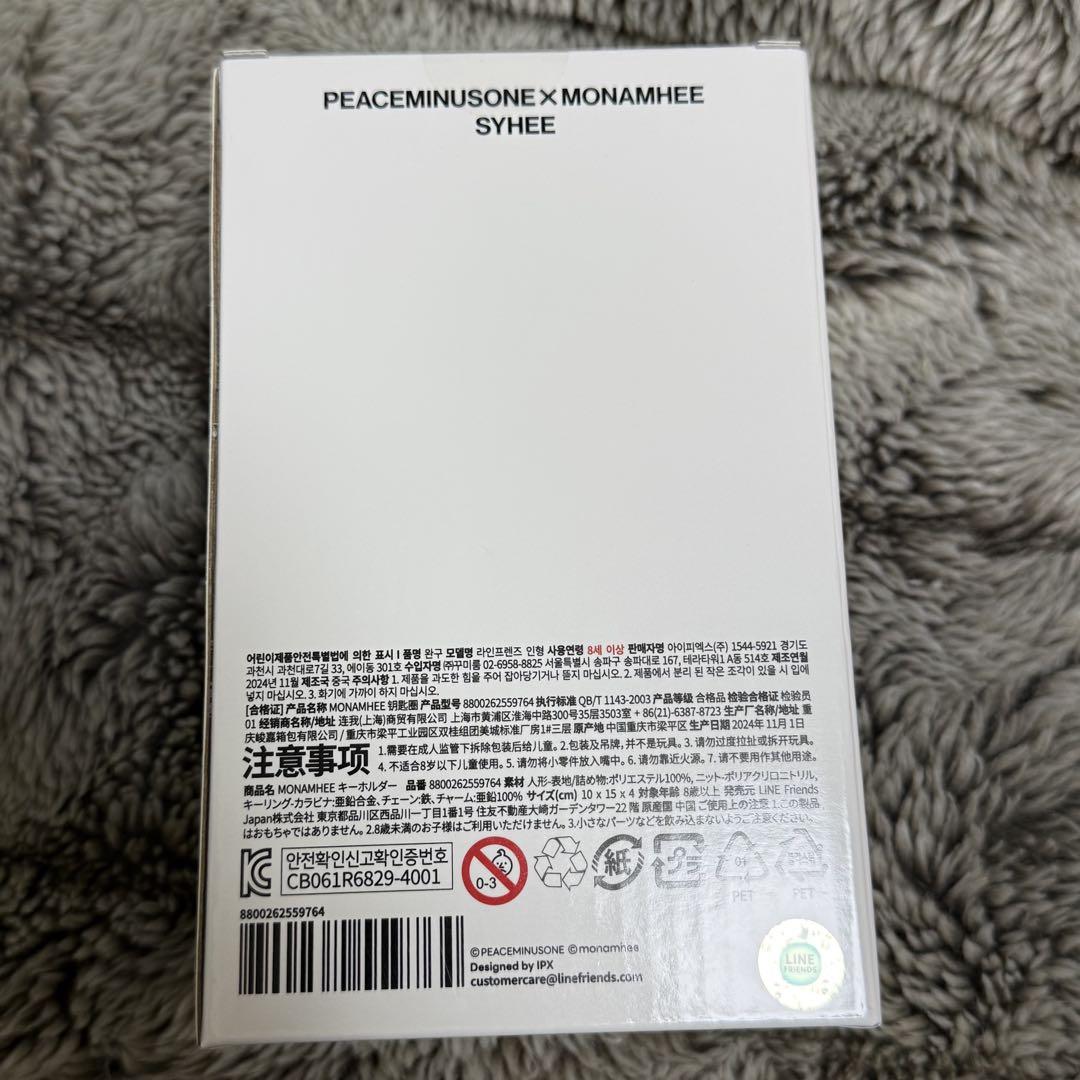 PEACEMINUSONE×MONAMHEE
SYHEE
어린이제품안전특별법에 의한 표시 I 품명 완구 모델명 라인프렌즈 인형 사용연령 8세 이상 판매자명 아이피엑스(주) 1544-5921 경기도
과천시 과천대로7길 33, 에이동 301호 수입자명 ㈜꾸미룸 02-6958-8825 서울특별시 송파구 송파대로 167, 테라타워1 A동 514호 제조연월
2024년 11월 제조국 중국 주의사항 1. 제품을 과도한 힘을 주어 잡아당기거나 뜯지 마십시오. 2. 제품에서 분리 된 작은 조각이 있을 시 입에
넣지 마십시오. 3. 화기에 가까이 하지 마십시오.
[合格证] 产品名称 MONAMHEE 钥匙圈 产品型号 8800262559764 执行标准 QB/T 1143-2003 产品等级 合格品 检验合格证 检验员
01 经销商名称/地址 连我(上海)商贸有限公司 上海市黄浦区淮海中路300号35层3503室 + 86(21)-6387-8723 生产厂名称/地址 重
庆峻嘉箱包有限公司 / 重庆市梁平工业园区双桂组团美城标准厂房1#三层 原产地 中国重庆市梁平区 生产日期 2024年 11月 1日
注意事项 1.需要在成人监管下拆除包装后给儿童。2.包装及吊牌, 并不是玩具。3. 请勿过度拉扯或拆开玩具。
4. 不适合8岁以下儿童使用。5. 请勿将小零件放入嘴中。6. 请勿靠近火源。7. 请不要用作其他用途。
商品名 MONAMHEE キーホルダー 品番 8800262559764 素材 人形-表地/詰め物:ポリエステル100%, ニット-ポリアクリロニトリル,
キーリング-カラビナ:亜鉛合金、チェーン:鉄、チャーム:亜鉛100% サイズ(cm) 10 x 15 x 4 対象年齢 8歳以上 発売元 LINE Friends
Japan株式会社 東京都品川区西品川一丁目1番1号 住友不動産大崎ガーデンタワー22 階 原産国 中国 ご使用上の注意 1.この製品
はおもちゃではありません。2.8歳未満のお子様はご利用いただけません。3.小さなパーツなどを飲み込まないようご注意ください。
안전확인신고확인증번호
CB061R6829-4001
0-3
紙
プラ
01
PET
PET
8800262559764
©PEACEMINUSONE ©monamhee
Designed by IPX
customercare@linefriends.com
LINE
FRIENDS